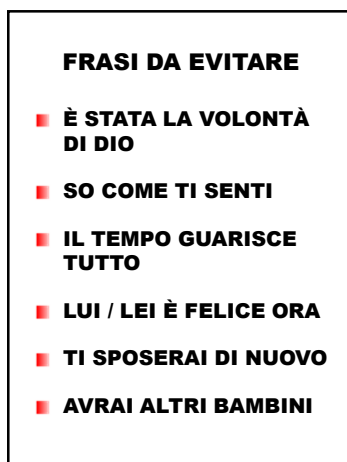 FRASI DA EVITARE
È STATA LA VOLONTÀ
DI DIO
SO COME TI SENTI
IL TEMPO GUARISCE
TUTTO
LUI / LEI È FELICE ORA
TI SPOSERAI DI NUOVO
AVRAI ALTRI BAMBINI